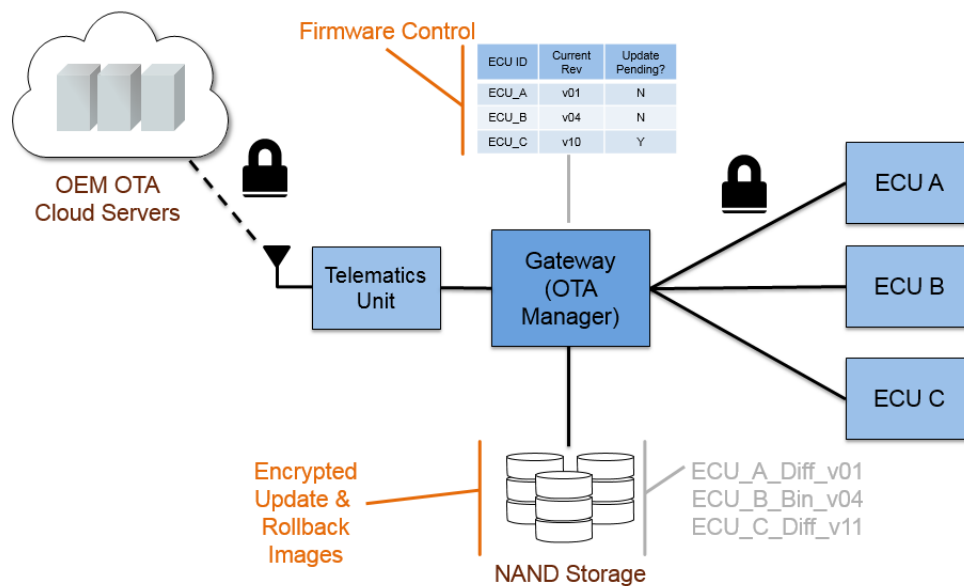 Firmware Control
ECU ID Current Rev Update Pending?
ECU_A v01 N
ECU_B v04 N
ECU_C v10 Y
OEM OTA
Cloud Servers
Telematics
Unit
Gateway
(OTA
Manager)
ECU A
ECU B
ECU C
Encrypted
Update &
Rollback
Images
NAND Storage
ECU_A_Diff_v01
ECU_B_Bin_v04
ECU_C_Diff_v11